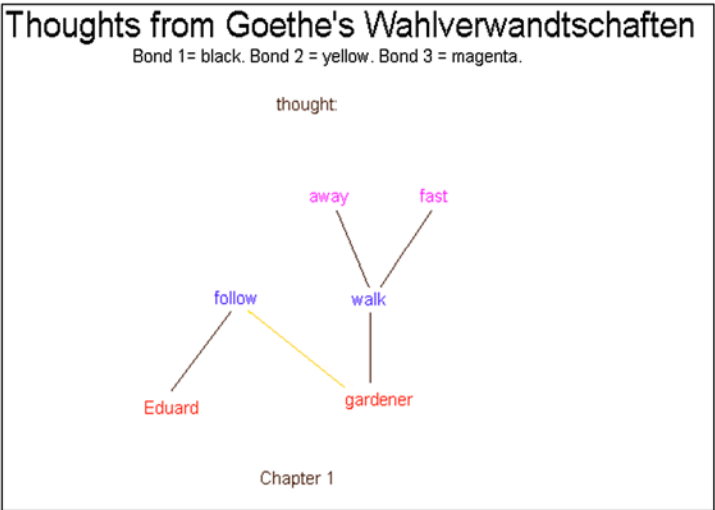 Thoughts from Goethe's Wahlverwandtschaften
Bond 1= black. Bond 2 = yellow. Bond 3 = magenta.
thought:
away fast
follow walk
Eduard gardener
Chapter 1